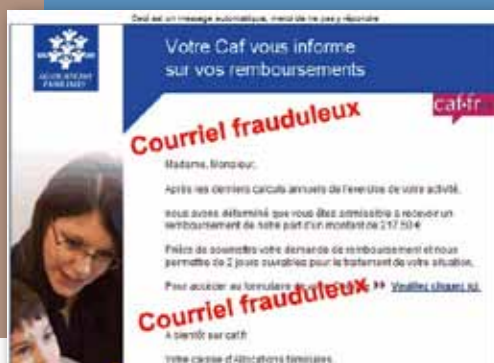 Ceci est un message automatique, merci de ne pas y répondre
Votre Caf vous informe
sur vos remboursements
ALLOCATIONS
FAMILIALES
caf.fr
Courriel frauduleux
Madame, Monsieur,
Après les derniers calculs annuels de l'exercice de votre activité,
nous avons déterminé que vous êtes admissible à recevoir un
remboursement de notre part d'un montant de 217.50 €
Prière de soumettre votre demande de remboursement et nous
permettre de 2 jours ouvrables pour le traitement de votre situation.
Pour accéder au formulaire de »» Veuillez cliquez ici.
Courriel frauduleux
A bientôt sur caf.fr
Votre caisse d'Allocations familiales.